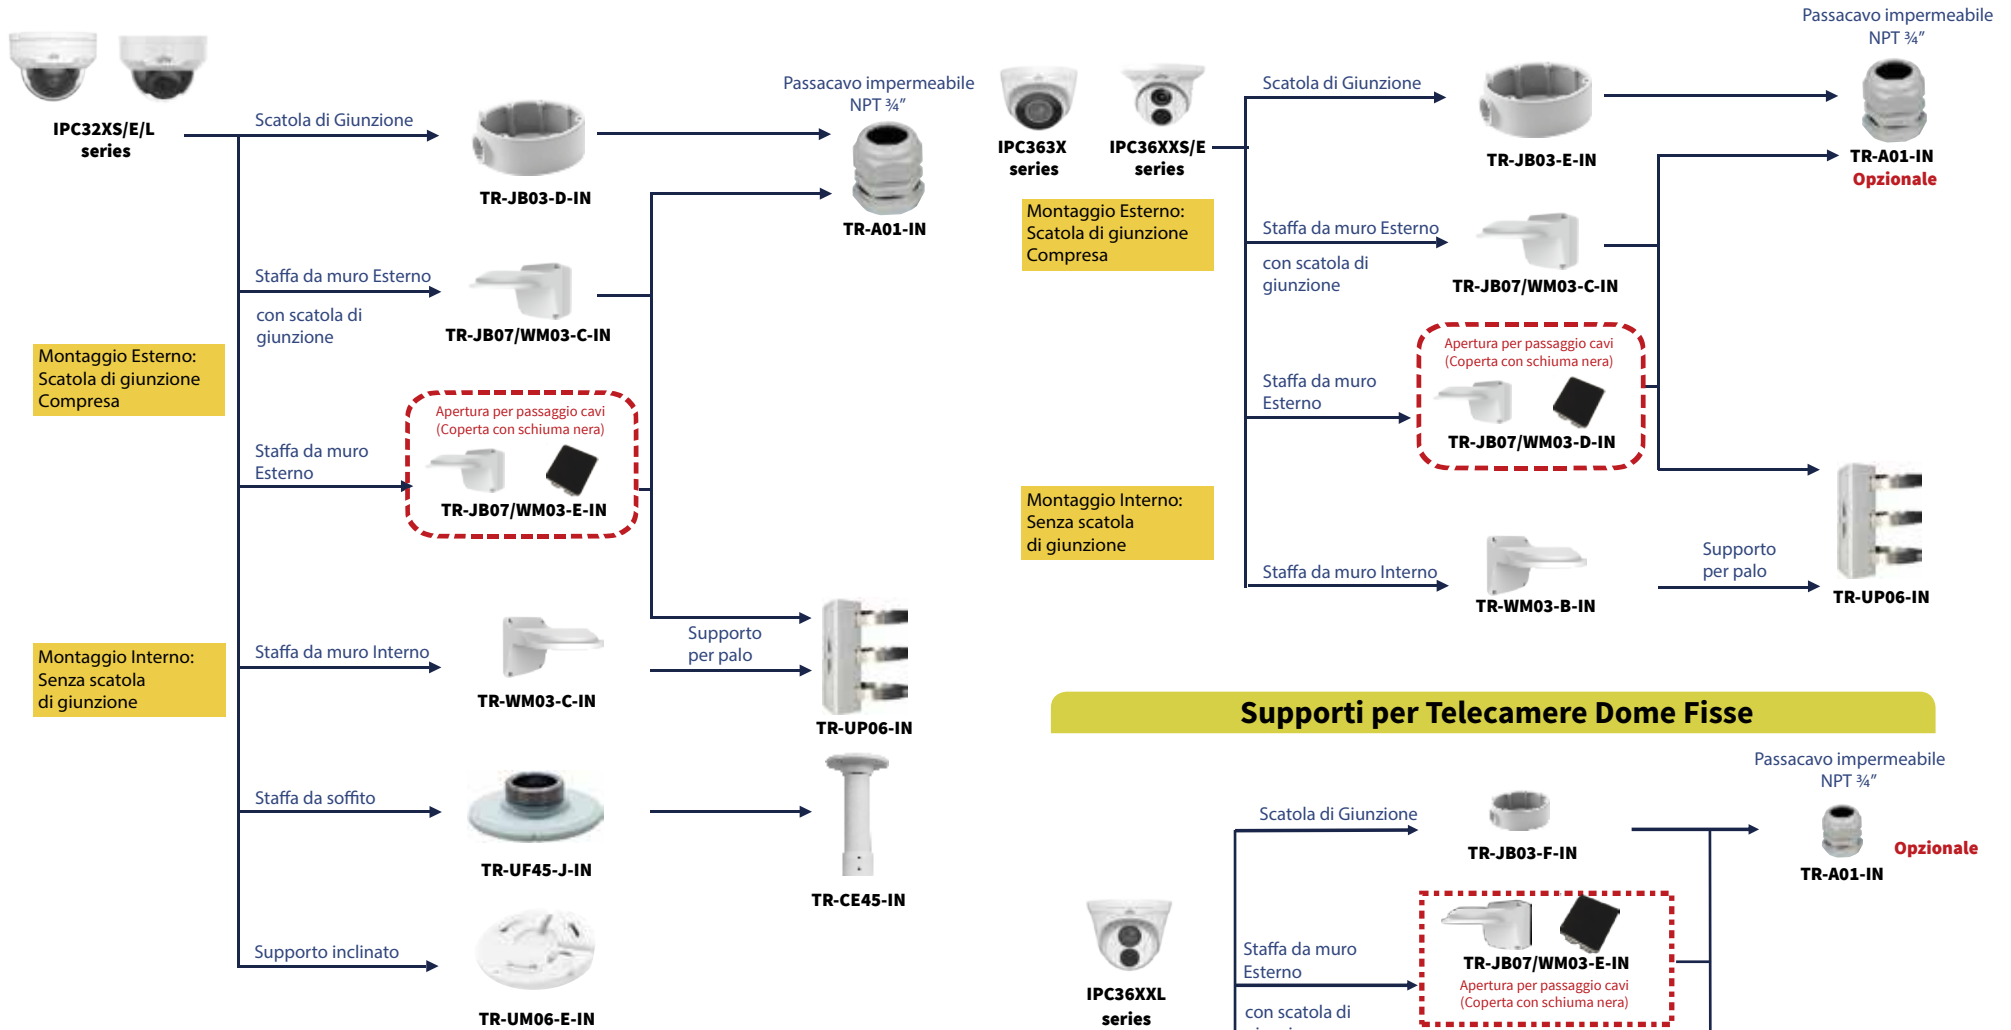 IPC32XS/E/L
series
Scatola di Giunzione
TR-JB03-D-IN
Passacavo impermeabile
NPT ¾”
TR-A01-IN
Staffa da muro Esterno
con scatola di
giunzione
TR-JB07/WM03-C-IN
Montaggio Esterno:
Scatola di giunzione
Compresa
Staffa da muro
Esterno
Apertura per passaggio cavi
(Coperta con schiuma nera)
TR-JB07/WM03-E-IN
Montaggio Interno:
Senza scatola
di giunzione
Staffa da muro Interno
TR-WM03-C-IN
Supporto
per palo
TR-UP06-IN
Staffa da soffito
TR-UF45-J-IN
TR-CE45-IN
Supporto inclinato
TR-UM06-E-IN
IPC363X
series
IPC36XXS/E
series
Scatola di Giunzione
TR-JB03-E-IN
Passacavo impermeabile
NPT ¾”
TR-A01-IN
Opzionale
Montaggio Esterno:
Scatola di giunzione
Compresa
Staffa da muro Esterno
con scatola di
giunzione
TR-JB07/WM03-C-IN
Staffa da muro
Esterno
Apertura per passaggio cavi
(Coperta con schiuma nera)
TR-JB07/WM03-D-IN
Montaggio Interno:
Senza scatola
di giunzione
Staffa da muro Interno
TR-WM03-B-IN
Supporto
per palo
TR-UP06-IN
Supporti per Telecamere Dome Fisse
IPC36XXL
series
Scatola di Giunzione
TR-JB03-F-IN
Passacavo impermeabile
NPT ¾”
TR-A01-IN
Opzionale
Staffa da muro
Esterno
con scatola di
TR-JB07/WM03-E-IN
Apertura per passaggio cavi
(Coperta con schiuma nera)